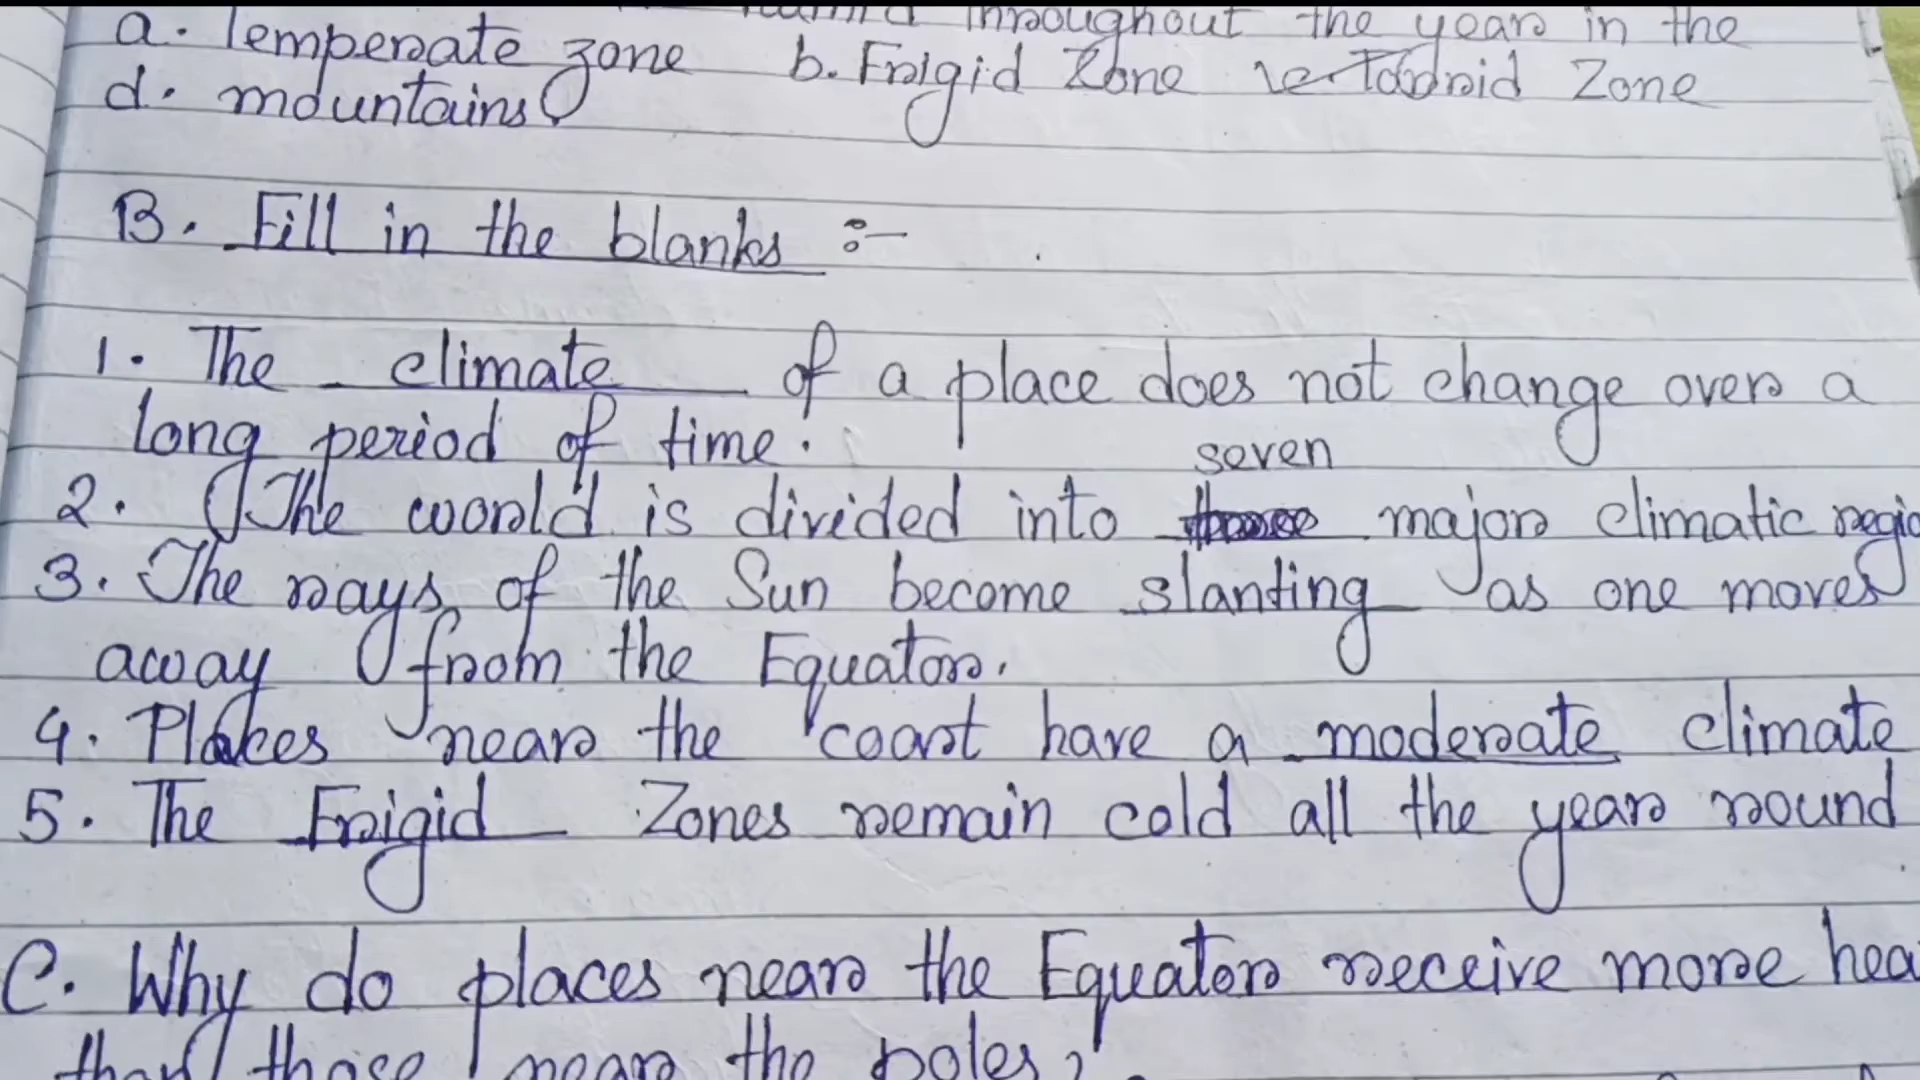 throughout the year in the
a. Temperate zone b. Frigid Zone c. Torrid Zone
d. mountains
B. Fill in the blanks :-
1. The climate of a place does not change over a
long period of time.
seven
2. The world is divided into major climatic regio
3. The rays of the Sun become slanting as one moves
away from the Equator.
4. Places near the coast have a moderate climate
5. The Frigid Zones remain cold all the year round
C. Why do places near the Equator receive more hea
than those near the poles?